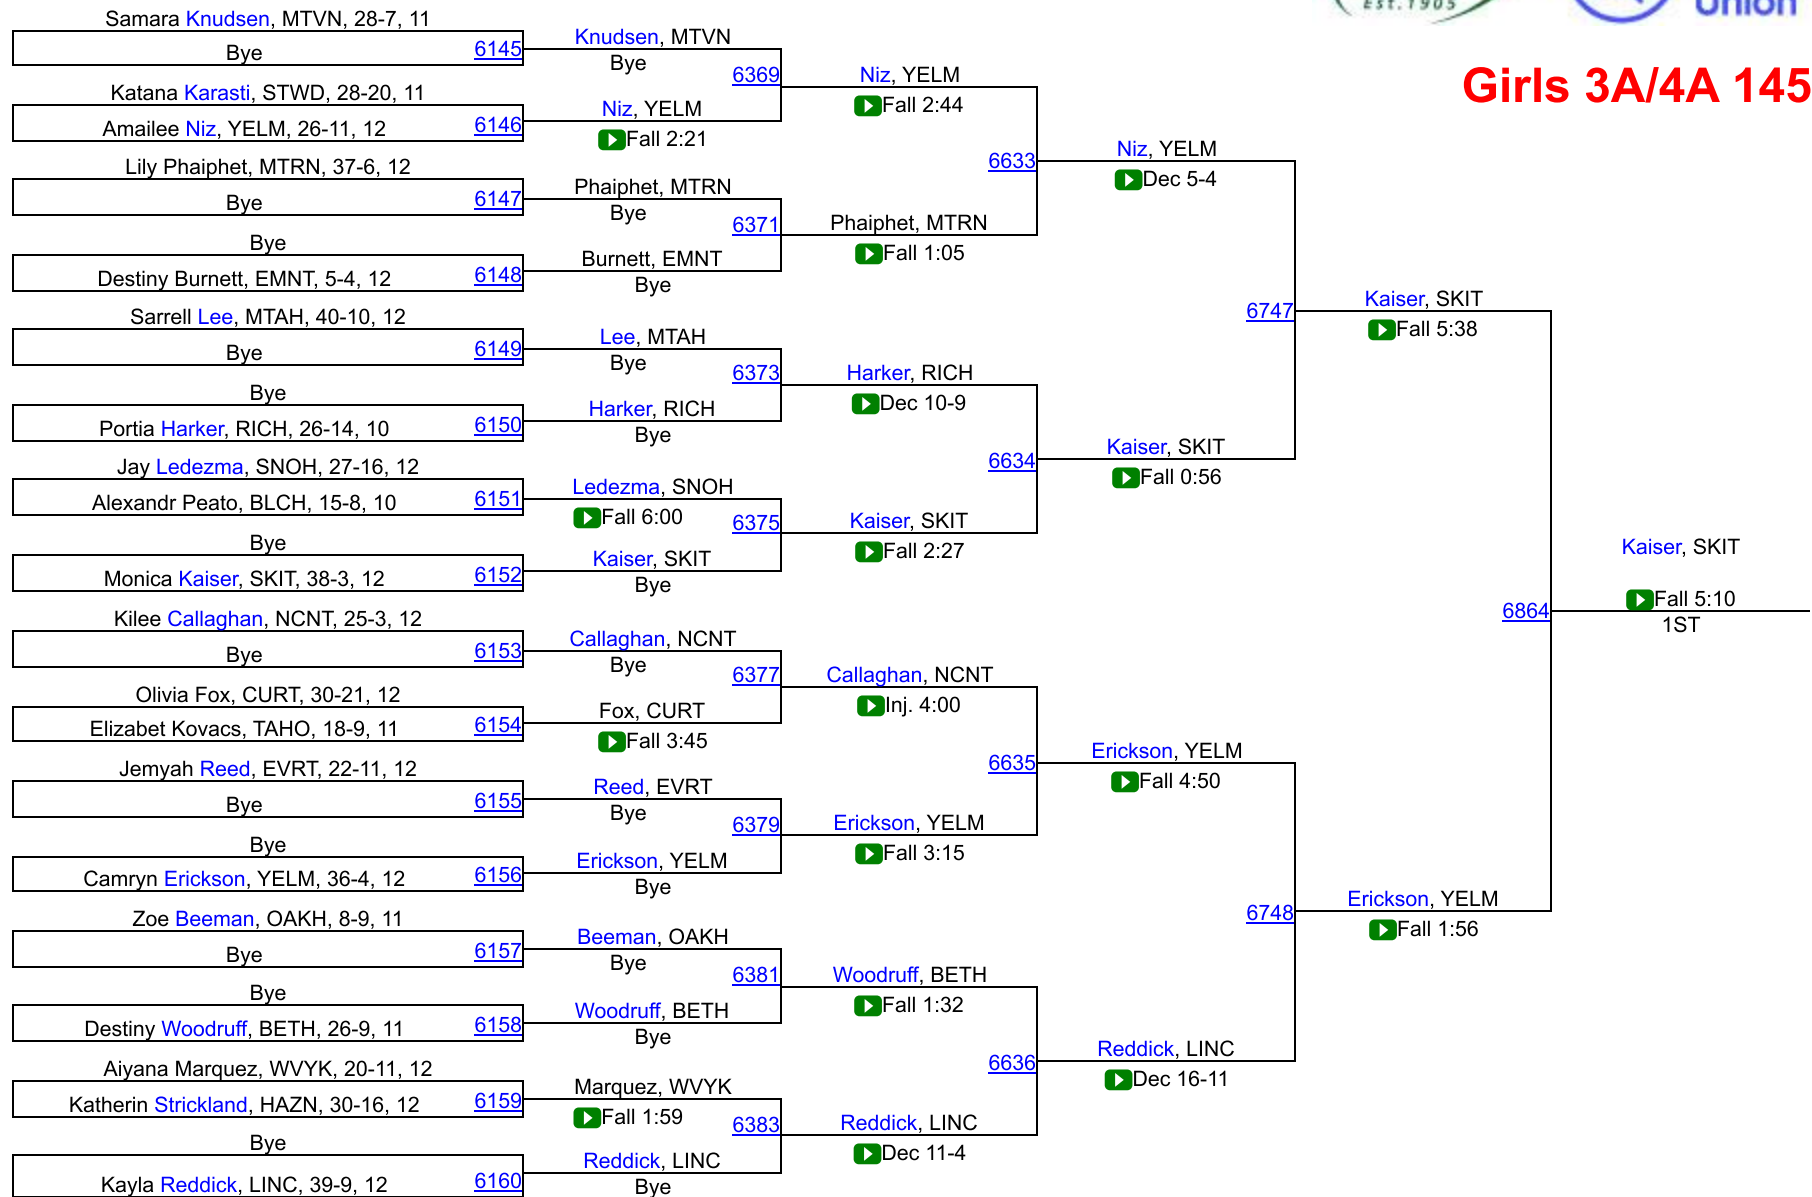 Est. 1905
Union
Girls 3A/4A 145
Samara Knudsen, MTVN, 28-7, 11
Bye
6145
Katana Karasti, STWD, 28-20, 11
Amailee Niz, YELM, 26-11, 12
6146
Lily Phaiphet, MTRN, 37-6, 12
Bye
6147
Bye
Destiny Burnett, EMNT, 5-4, 12
6148
Sarrell Lee, MTAH, 40-10, 12
Bye
6149
Bye
Portia Harker, RICH, 26-14, 10
6150
Jay Ledezma, SNOH, 27-16, 12
Alexandr Peato, BLCH, 15-8, 10
6151
Bye
Monica Kaiser, SKIT, 38-3, 12
6152
Kilee Callaghan, NCNT, 25-3, 12
Bye
6153
Olivia Fox, CURT, 30-21, 12
Elizabet Kovacs, TAHO, 18-9, 11
6154
Jemyah Reed, EVRT, 22-11, 12
Bye
6155
Bye
Camryn Erickson, YELM, 36-4, 12
6156
Zoe Beeman, OAKH, 8-9, 11
Bye
6157
Bye
Destiny Woodruff, BETH, 26-9, 11
6158
Aiyana Marquez, WVYK, 20-11, 12
Katherin Strickland, HAZN, 30-16, 12
6159
Bye
Kayla Reddick, LINC, 39-9, 12
6160
Knudsen, MTVN
Bye
6369
Niz, YELM
Fall 2:21
Phaiphet, MTRN
Bye
6371
Burnett, EMNT
Bye
Lee, MTAH
Bye
6373
Harker, RICH
Bye
Ledezma, SNOH
Fall 6:00
6375
Kaiser, SKIT
Bye
Callaghan, NCNT
Bye
6377
Fox, CURT
Fall 3:45
Reed, EVRT
Bye
6379
Erickson, YELM
Bye
Beeman, OAKH
Bye
6381
Woodruff, BETH
Bye
Marquez, WVYK
Fall 1:59
6383
Reddick, LINC
Bye
Niz, YELM
Fall 2:44
6633
Phaiphet, MTRN
Fall 1:05
Harker, RICH
Dec 10-9
6634
Kaiser, SKIT
Fall 2:27
Callaghan, NCNT
Inj. 4:00
6635
Erickson, YELM
Fall 3:15
Woodruff, BETH
Fall 1:32
6636
Reddick, LINC
Dec 11-4
Niz, YELM
Dec 5-4
6747
Kaiser, SKIT
Fall 0:56
Erickson, YELM
Fall 4:50
6748
Reddick, LINC
Dec 16-11
Kaiser, SKIT
Fall 5:38
6864
Erickson, YELM
Fall 1:56
Kaiser, SKIT
Fall 5:10
1ST